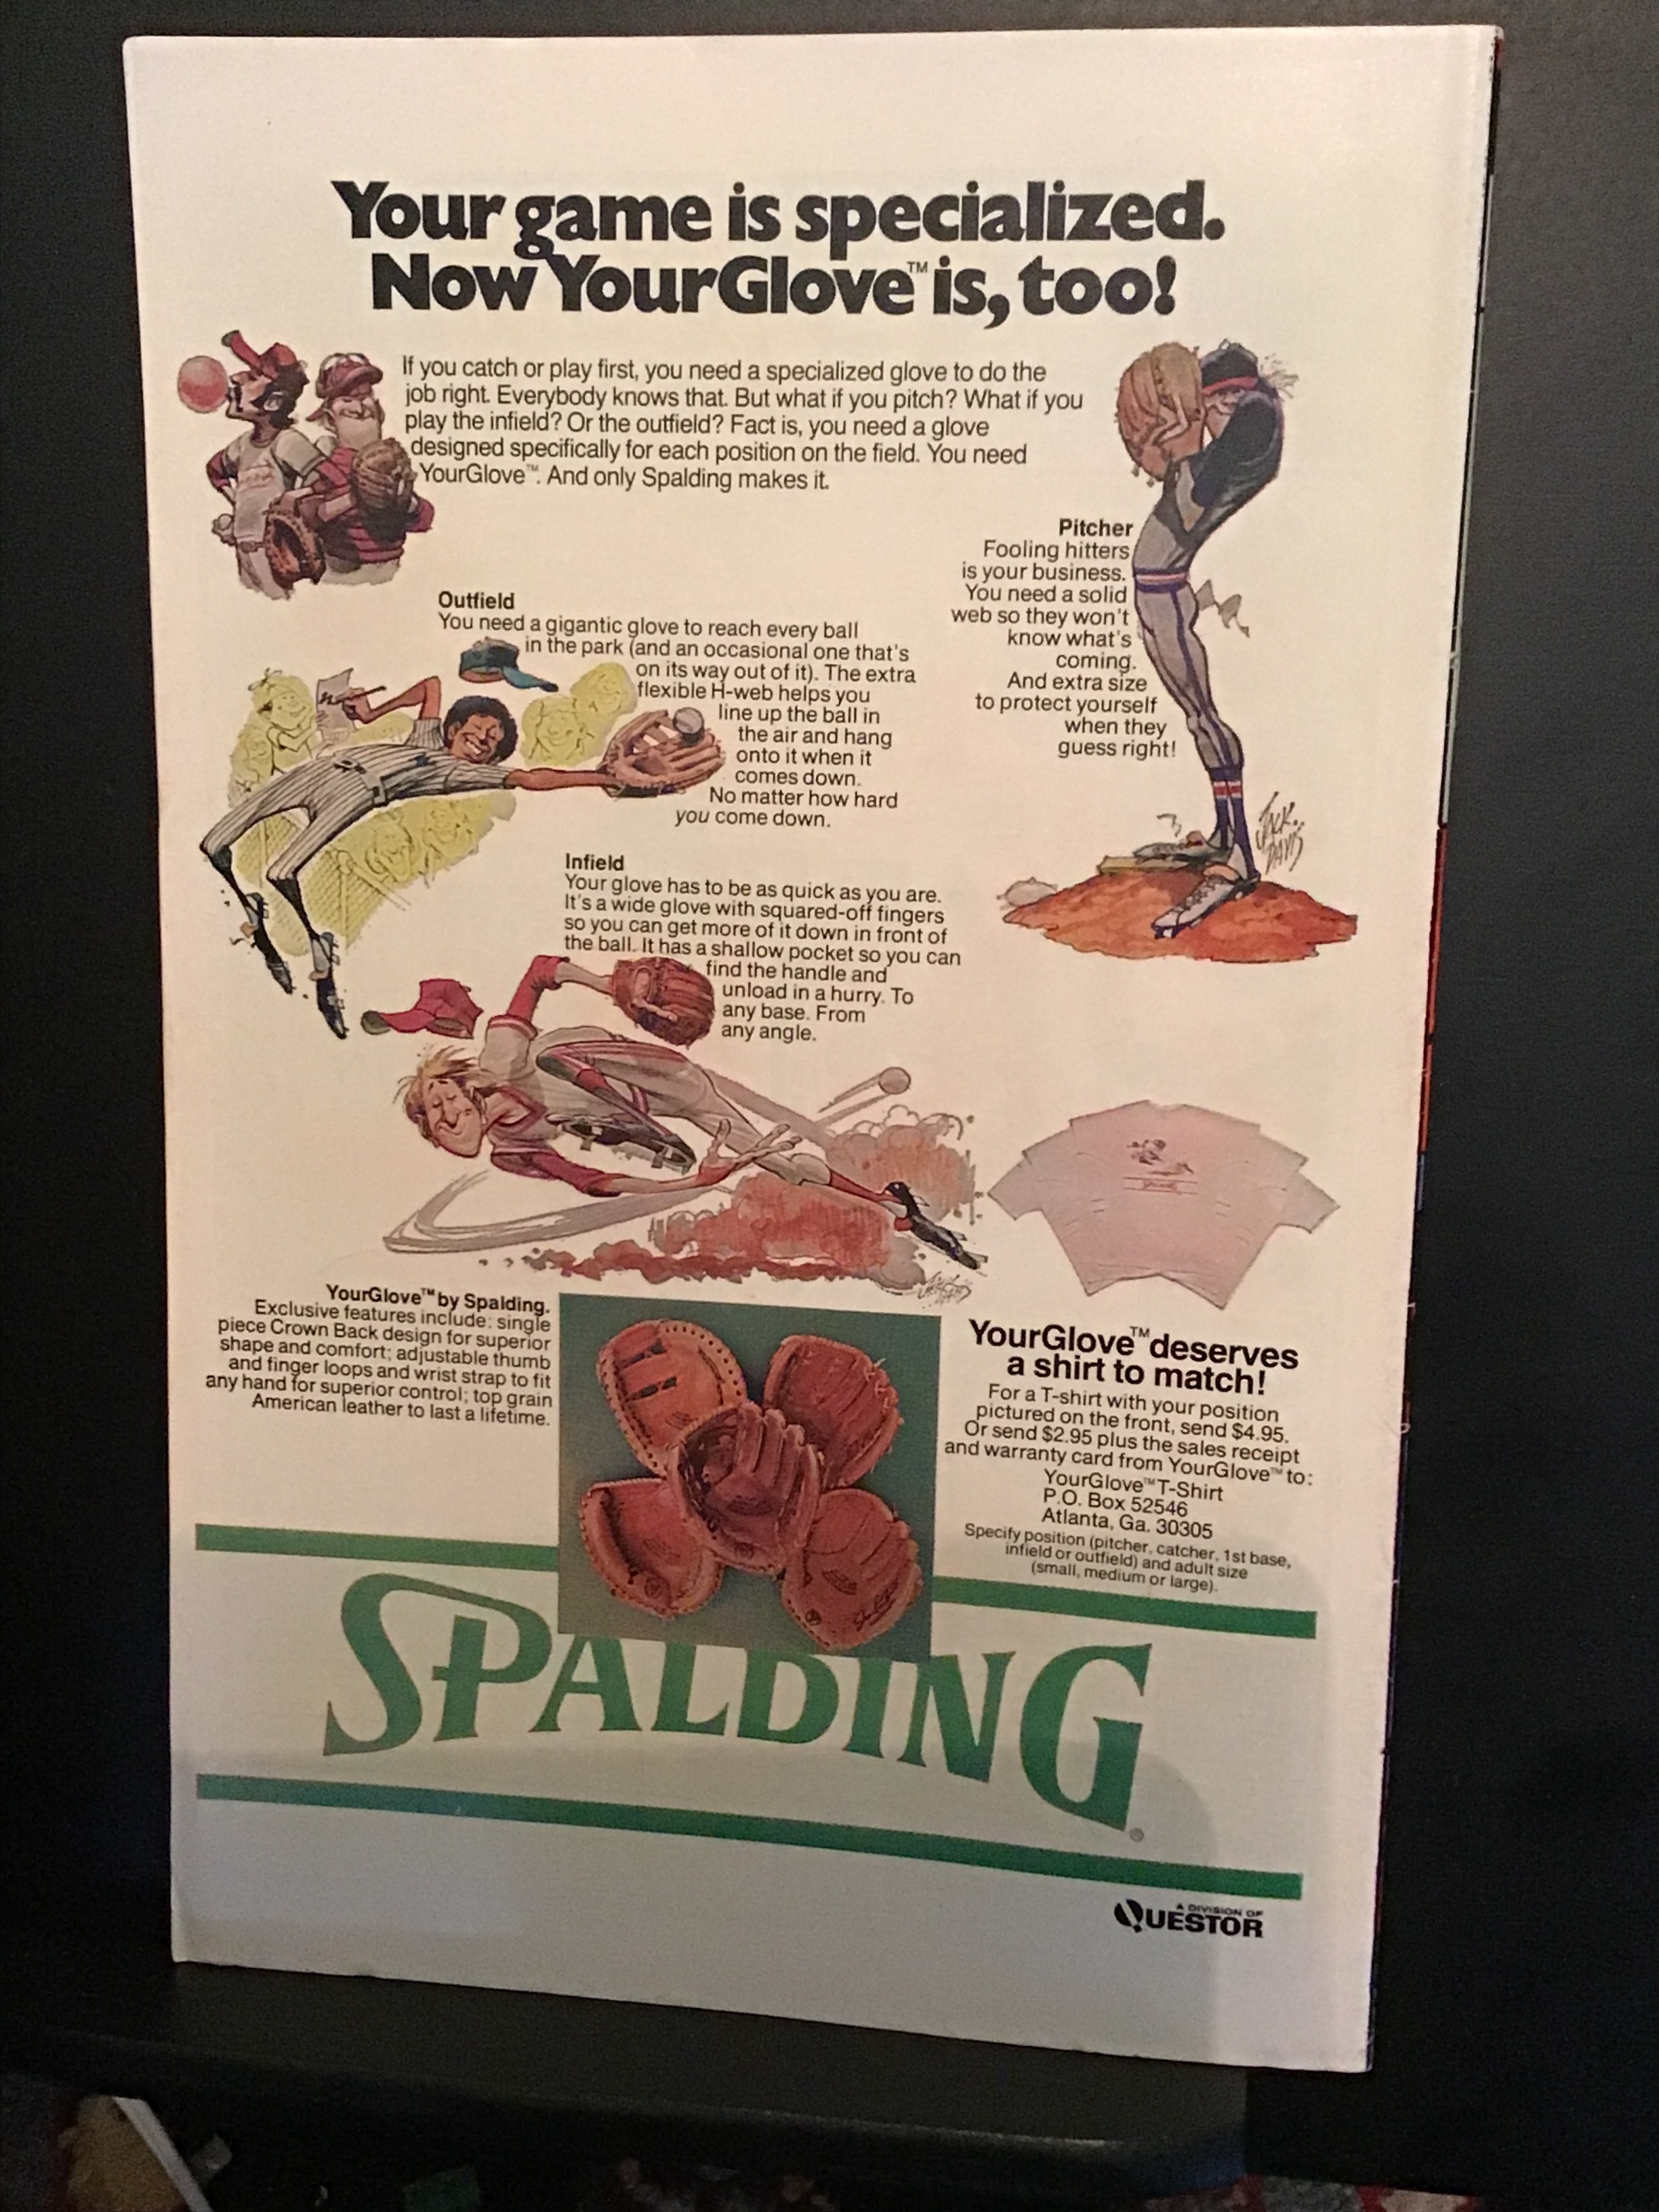 Your game is specialized.
Now YourGlove™ is, too!
If you catch or play first, you need a specialized glove to do the
job right. Everybody knows that. But what if you pitch? What if you
play the infield? Or the outfield? Fact is, you need a glove
designed specifically for each position on the field. You need
YourGlove™. And only Spalding makes it.
Pitcher
Fooling hitters
is your business.
You need a solid
web so they won't
know what's
coming.
And extra size
to protect yourself
when they
guess right!
JACK DAVIS
Outfield
You need a gigantic glove to reach every ball
in the park (and an occasional one that's
on its way out of it). The extra
flexible H-web helps you
line up the ball in
the air and hang
onto it when it
comes down.
No matter how hard
you come down.
Infield
Your glove has to be as quick as you are.
It's a wide glove with squared-off fingers
so you can get more of it down in front of
the ball. It has a shallow pocket so you can
find the handle and
unload in a hurry. To
any base. From
any angle.
YourGlove™ by Spalding.
Exclusive features include: single
piece Crown Back design for superior
shape and comfort; adjustable thumb
and finger loops and wrist strap to fit
any hand for superior control; top grain
American leather to last a lifetime.
YourGlove™ deserves
a shirt to match!
For a T-shirt with your position
pictured on the front, send $4.95.
Or send $2.95 plus the sales receipt
and warranty card from YourGlove™ to:
YourGlove™ T-Shirt
P.O. Box 52546
Atlanta, Ga. 30305
Specify position (pitcher, catcher, 1st base,
infield or outfield) and adult size
(small, medium or large).
SPALDING®
A DIVISION OF
QUESTOR